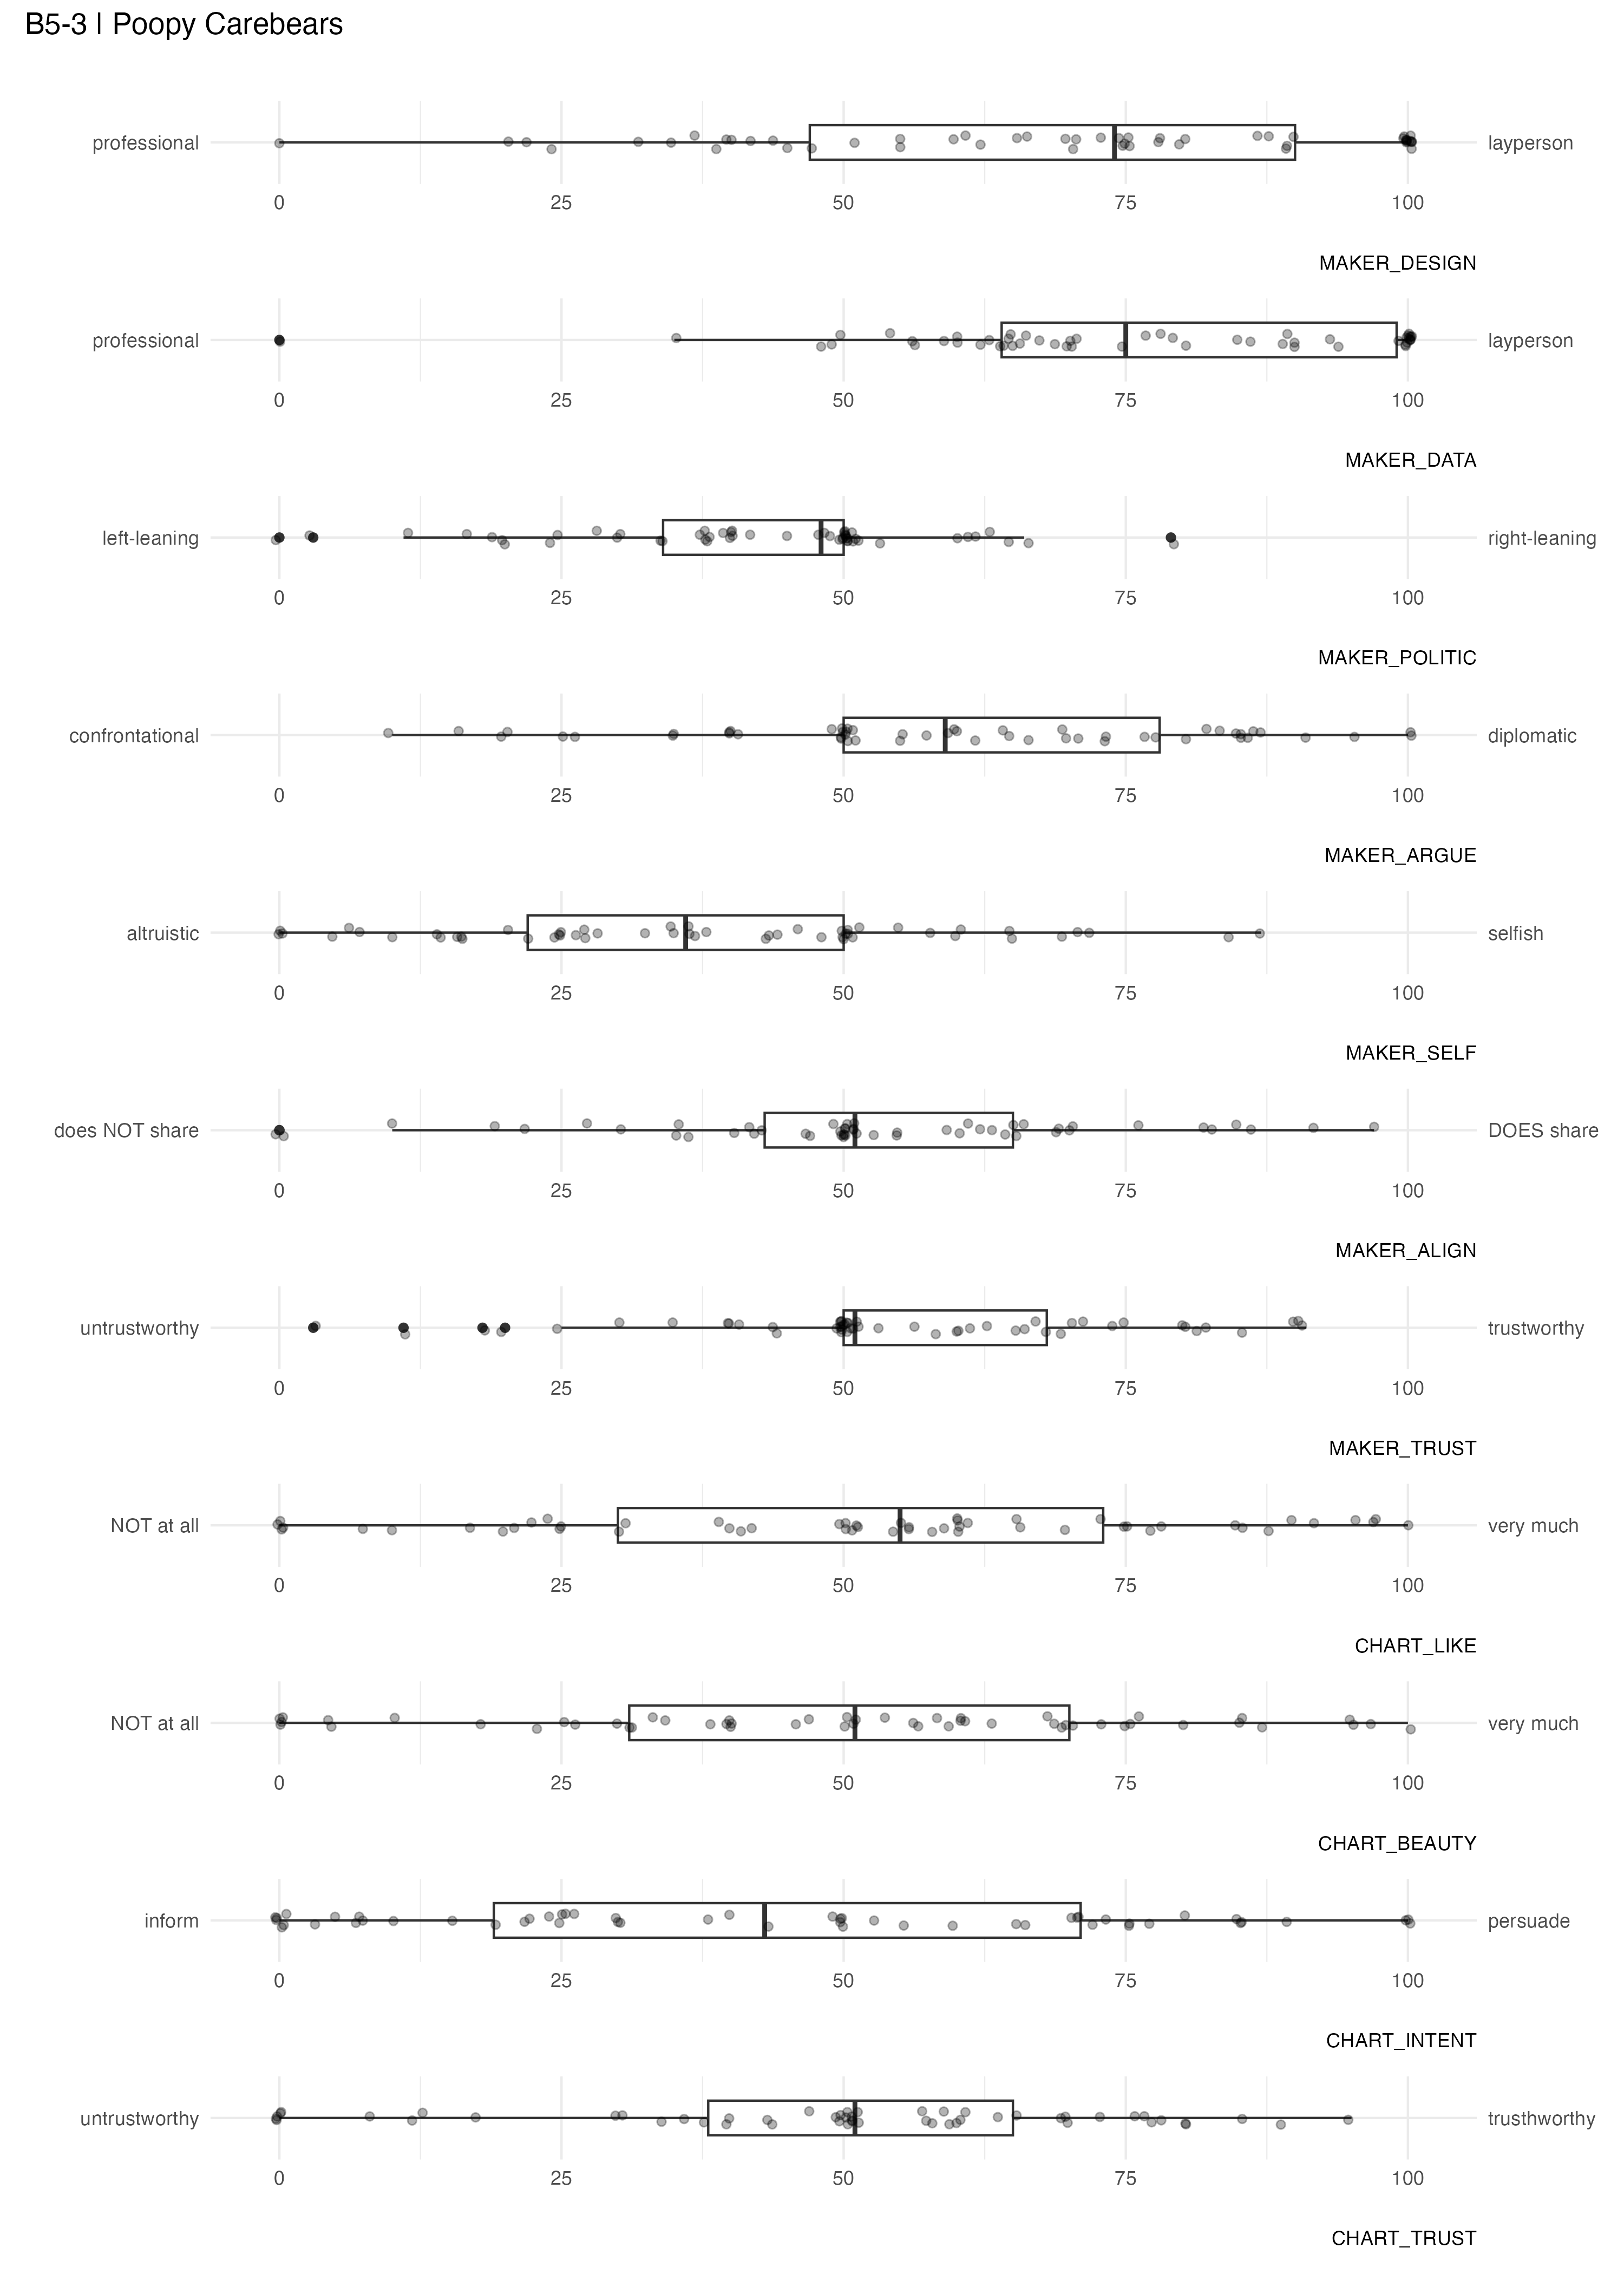 B5-3 | Poopy Carebears
professional layperson
0 25 50 75 100
MAKER_DESIGN
professional layperson
0 25 50 75 100
MAKER_DATA
left-leaning right-leaning
0 25 50 75 100
MAKER_POLITIC
confrontational diplomatic
0 25 50 75 100
MAKER_ARGUE
altruistic selfish
0 25 50 75 100
MAKER_SELF
does NOT share DOES share
0 25 50 75 100
MAKER_ALIGN
untrustworthy trustworthy
0 25 50 75 100
MAKER_TRUST
NOT at all very much
0 25 50 75 100
CHART_LIKE
NOT at all very much
0 25 50 75 100
CHART_BEAUTY
inform persuade
0 25 50 75 100
CHART_INTENT
untrustworthy trusthworthy
0 25 50 75 100
CHART_TRUST